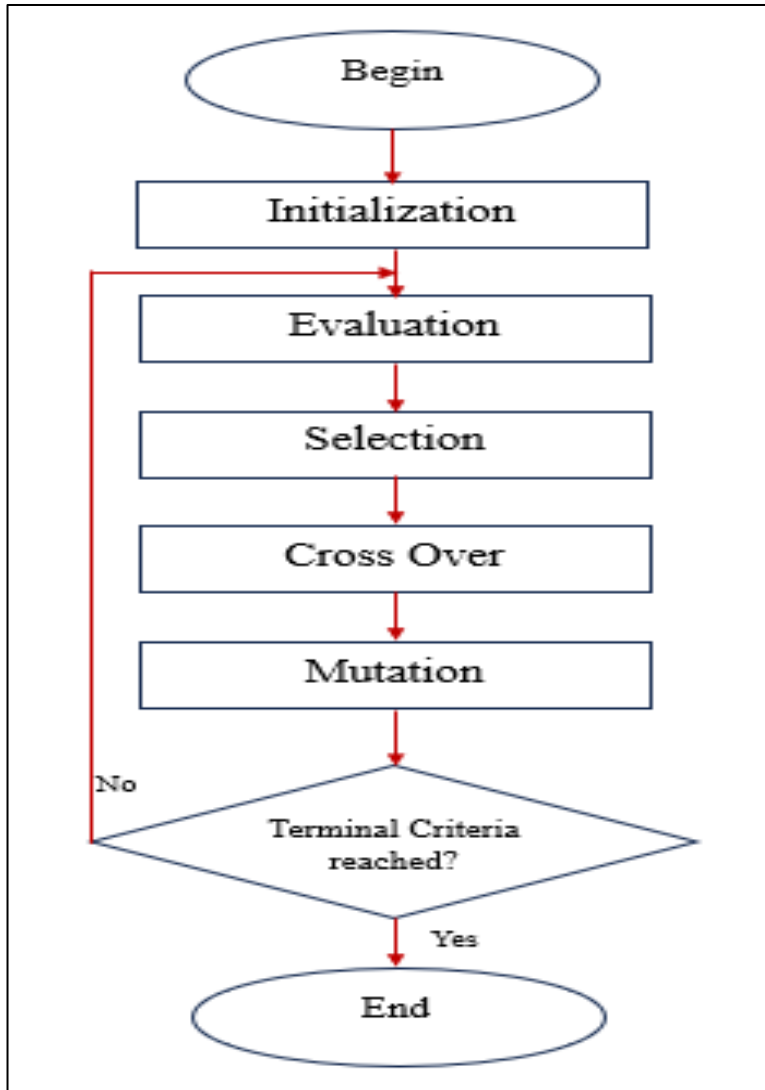 Begin
Initialization
Evaluation
Selection
Cross Over
Mutation
No
Terminal Criteria
reached?
Yes
End